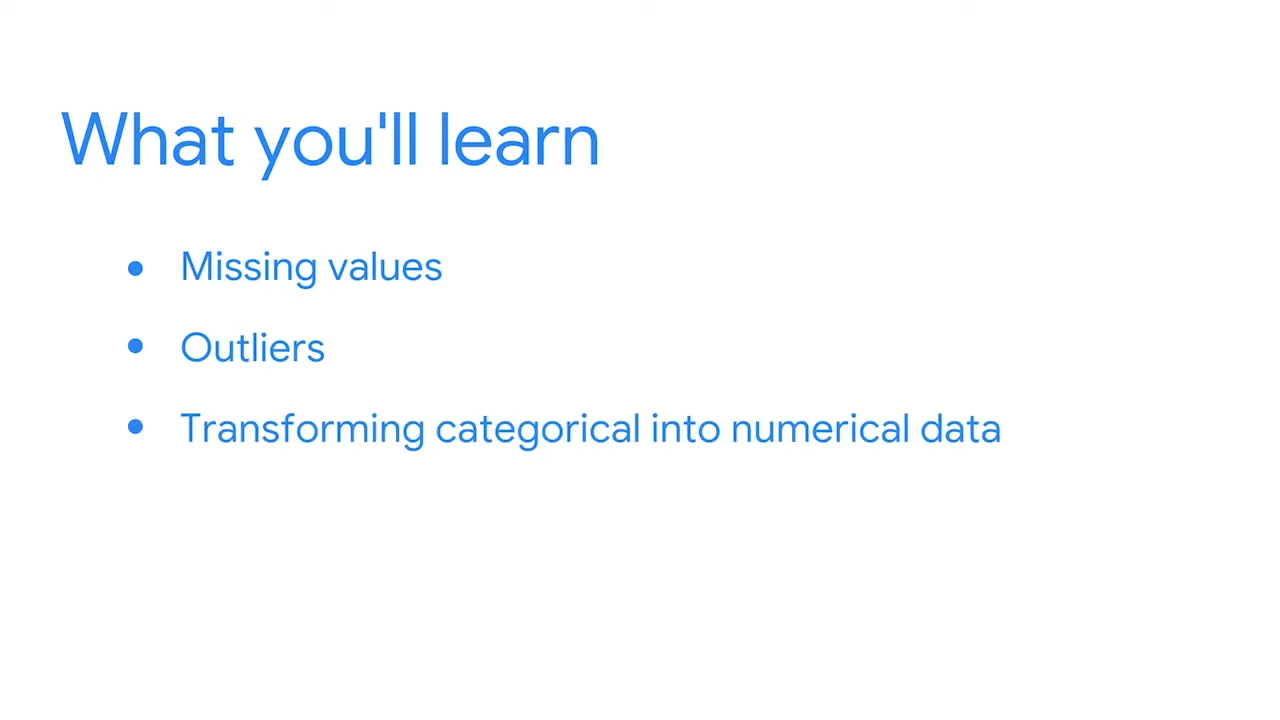 What you'll learn
• Missing values
• Outliers
• Transforming categorical into numerical data